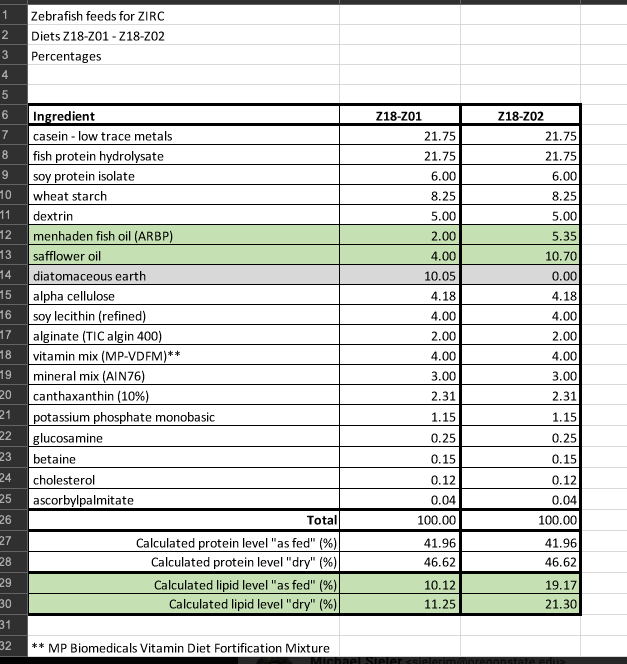 1 Zebrafish feeds for ZIRC
2 Diets Z18-Z01 - Z18-Z02
3 Percentages
4
5
6 Ingredient Z18-Z01 Z18-Z02
7 casein - low trace metals 21.75 21.75
8 fish protein hydrolysate 21.75 21.75
9 soy protein isolate 6.00 6.00
10 wheat starch 8.25 8.25
11 dextrin 5.00 5.00
12 menhaden fish oil (ARBP) 2.00 5.35
13 safflower oil 4.00 10.70
14 diatomaceous earth 10.05 0.00
15 alpha cellulose 4.18 4.18
16 soy lecithin (refined) 4.00 4.00
17 alginate (TIC algin 400) 2.00 2.00
18 vitamin mix (MP-VDFM)** 4.00 4.00
19 mineral mix (AIN76) 3.00 3.00
20 canthaxanthin (10%) 2.31 2.31
21 potassium phosphate monobasic 1.15 1.15
22 glucosamine 0.25 0.25
23 betaine 0.15 0.15
24 cholesterol 0.12 0.12
25 ascorbylpalmitate 0.04 0.04
26 Total 100.00 100.00
27 Calculated protein level "as fed" (%) 41.96 41.96
28 Calculated protein level "dry" (%) 46.62 46.62
29 Calculated lipid level "as fed" (%) 10.12 19.17
30 Calculated lipid level "dry" (%) 11.25 21.30
31
32 ** MP Biomedicals Vitamin Diet Fortification Mixture
Michael Sieler <sielerjm@oregonstate.edu>